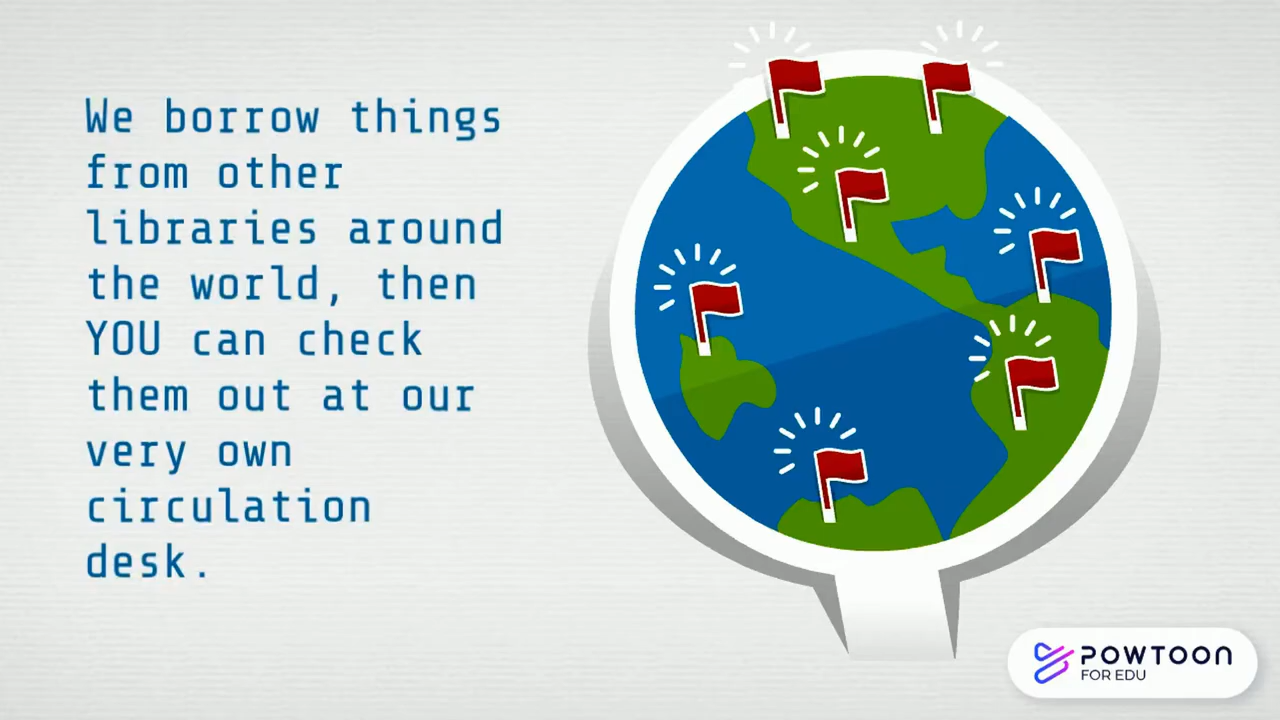 We borrow things
from other
libraries around
the world, then
YOU can check
them out at our
very own
circulation
desk.
POWTOON
FOR EDU